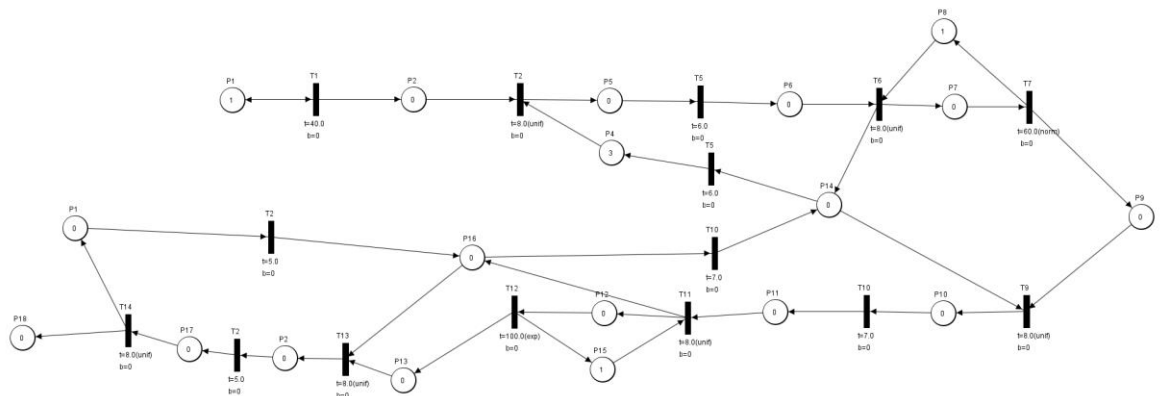 P8
1
P1
T1
P2
T2
P5
T5
P6
T6
P7
T7
1
0
0
0
0
t=40.0
b=0
t=8.0(unif)
b=0
t=6.0
b=0
t=8.0(unif)
b=0
t=60.0(norm)
b=0
P4
3
T5
t=6.0
b=0
P14
0
P9
0
P1
0
T2
t=5.0
b=0
P16
0
T10
t=7.0
b=0
T14
t=8.0(unif)
b=0
P18
0
P17
0
T2
t=5.0
b=0
P2
0
T13
t=8.0(unif)
b=0
P13
0
T12
t=100.0(exp)
b=0
P12
0
P15
1
T11
t=8.0(unif)
b=0
P11
0
T10
t=7.0
b=0
P10
0
T9
t=8.0(unif)
b=0